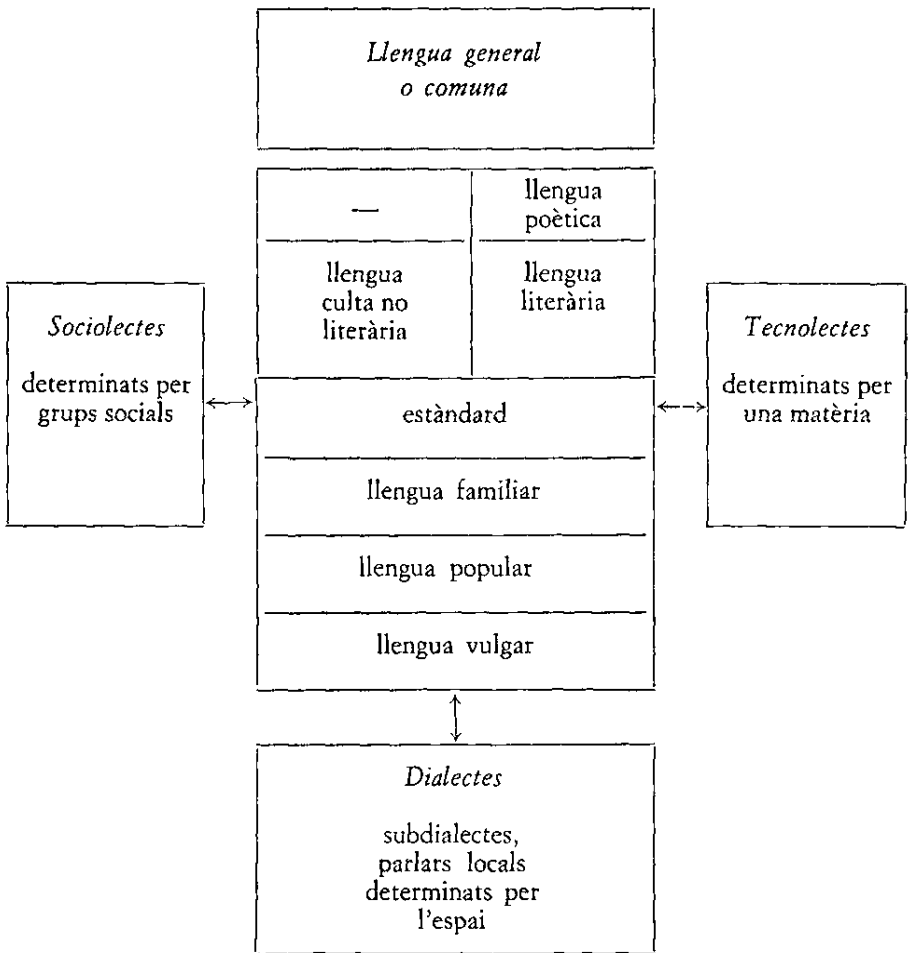 Llengua general
o comuna
—
llengua
poètica
llengua
culta no
literària
llengua
literària
Sociolectes
determinats per
grups socials
Tecnolectes
determinats per
una matèria
estàndard
llengua familiar
llengua popular
llengua vulgar
Dialectes
subdialectes,
parlars locals
determinats per
l'espai